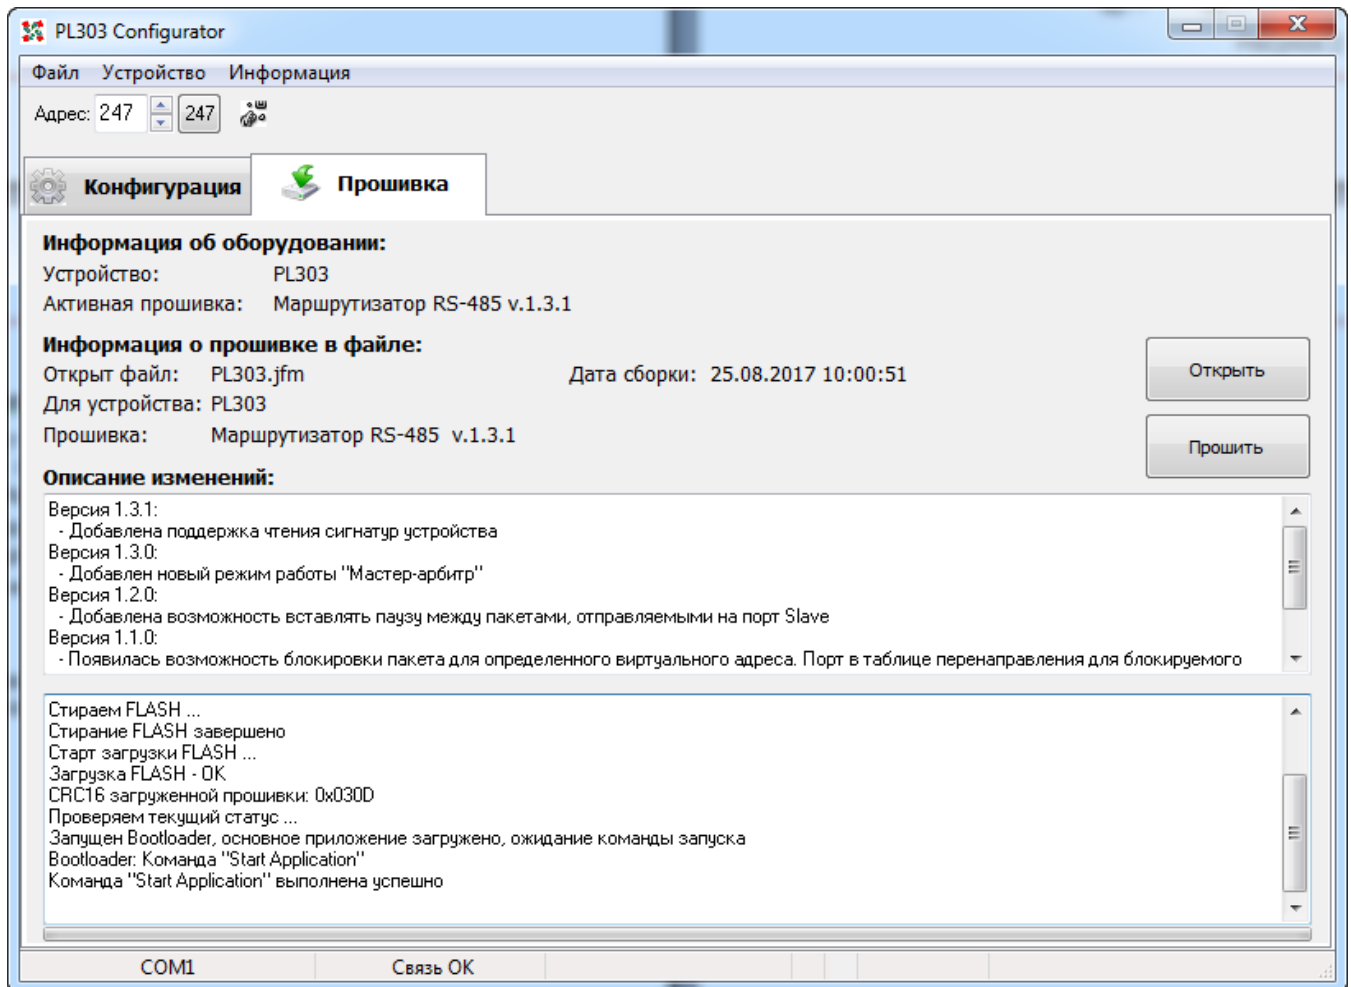 PL303 Configurator
Файл Устройство Информация
Адрес: 247 247
Конфигурация Прошивка
Информация об оборудовании:
Устройство: PL303
Активная прошивка: Маршрутизатор RS-485 v.1.3.1
Информация о прошивке в файле:
Открыт файл: PL303.jfm Дата сборки: 25.08.2017 10:00:51
Открыть
Для устройства: PL303
Прошивка: Маршрутизатор RS-485 v.1.3.1
Прошить
Описание изменений:
Версия 1.3.1:
- Добавлена поддержка чтения сигнатур устройства
Версия 1.3.0:
- Добавлен новый режим работы "Мастер-арбитр"
Версия 1.2.0:
- Добавлена возможность вставлять паузу между пакетами, отправляемыми на порт Slave
Версия 1.1.0:
- Появилась возможность блокировки пакета для определенного виртуального адреса. Порт в таблице перенаправления для блокируемого
Стираем FLASH ...
Стирание FLASH завершено
Старт загрузки FLASH ...
Загрузка FLASH - OK
CRC16 загруженной прошивки: 0x030D
Проверяем текущий статус ...
Запущен Bootloader, основное приложение загружено, ожидание команды запуска
Bootloader: Команда "Start Application"
Команда "Start Application" выполнена успешно
COM1 Связь OK